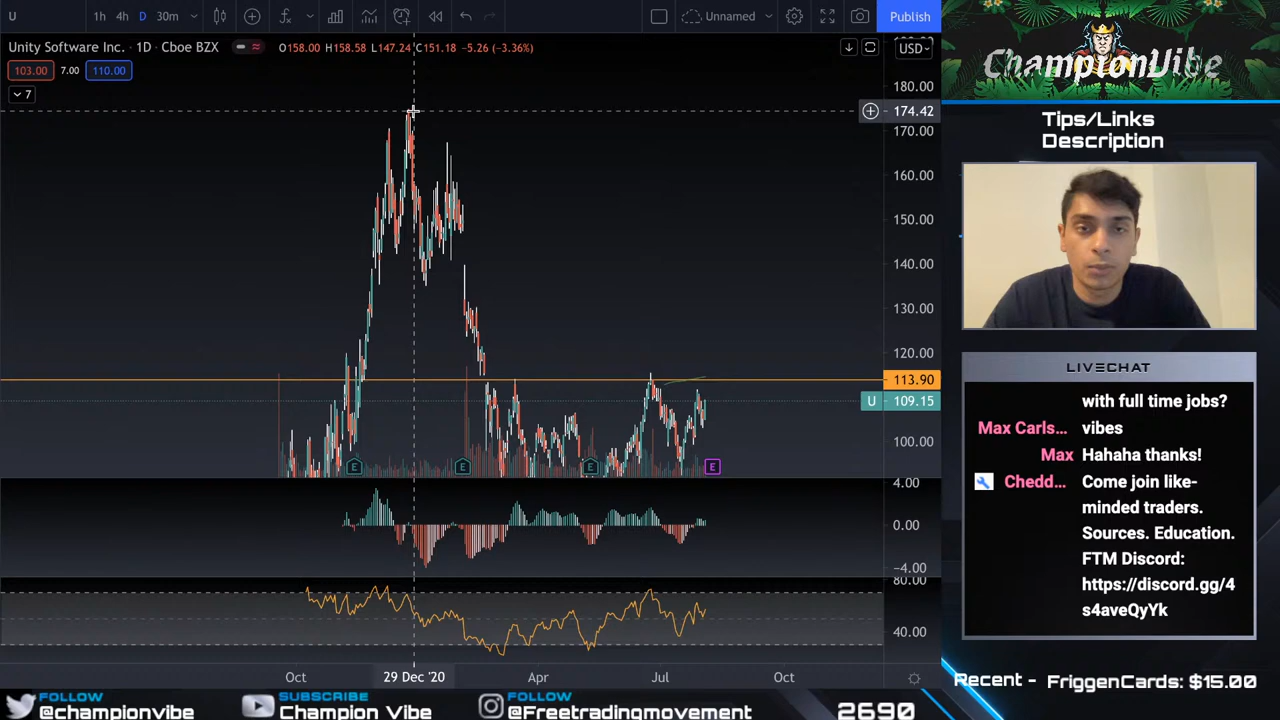 U 1h 4h D 30m Unnamed Publish
Unity Software Inc. · 1D · Cboe BZX O158.00 H158.58 L147.24 C151.18 -5.26 (-3.36%) USD
103.00 7.00 110.00
7
180.00
174.42
170.00
160.00
150.00
140.00
130.00
120.00
113.90
U 109.15
100.00
E E E E
4.00
0.00
-4.00
80.00
40.00
Oct 29 Dec '20 Apr Jul Oct
ChampionVibe
Tips/Links
Description
LIVECHAT
with full time jobs?
Max Carls... vibes
Max Hahaha thanks!
Chedd... Come join like-
minded traders.
Sources. Education.
FTM Discord:
https://discord.gg/4
s4aveQyYk
Recent - FriggenCards: $15.00
FOLLOW
@championvibe
SUBSCRIBE
Champion Vibe
FOLLOW
@Freetradingmovement
2690